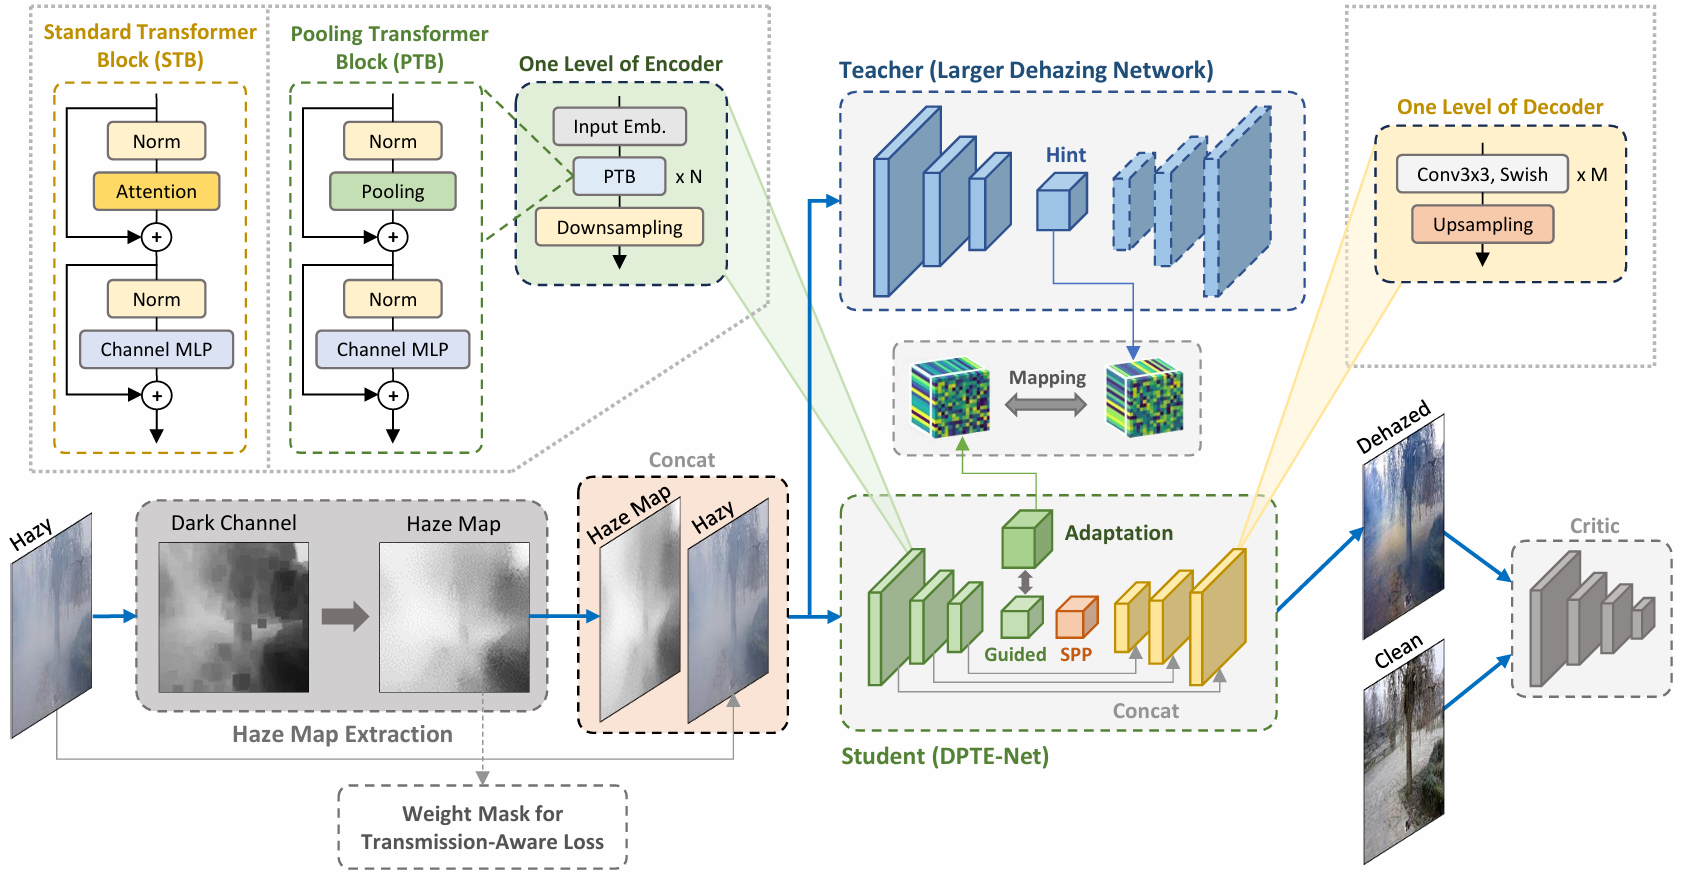 Standard Transformer
Block (STB)
Norm
Attention
+
Norm
Channel MLP
+
Pooling Transformer
Block (PTB)
Norm
Pooling
+
Norm
Channel MLP
+
One Level of Encoder
Input Emb.
PTB
x N
Downsampling
Teacher (Larger Dehazing Network)
Hint
Mapping
One Level of Decoder
Conv3x3, Swish
x M
Upsampling
Hazy
Dark Channel
Haze Map
Haze Map Extraction
Weight Mask for
Transmission-Aware Loss
Concat
Haze Map
Hazy
Adaptation
Guided
SPP
Concat
Student (DPTE-Net)
Dehazed
Clean
Critic